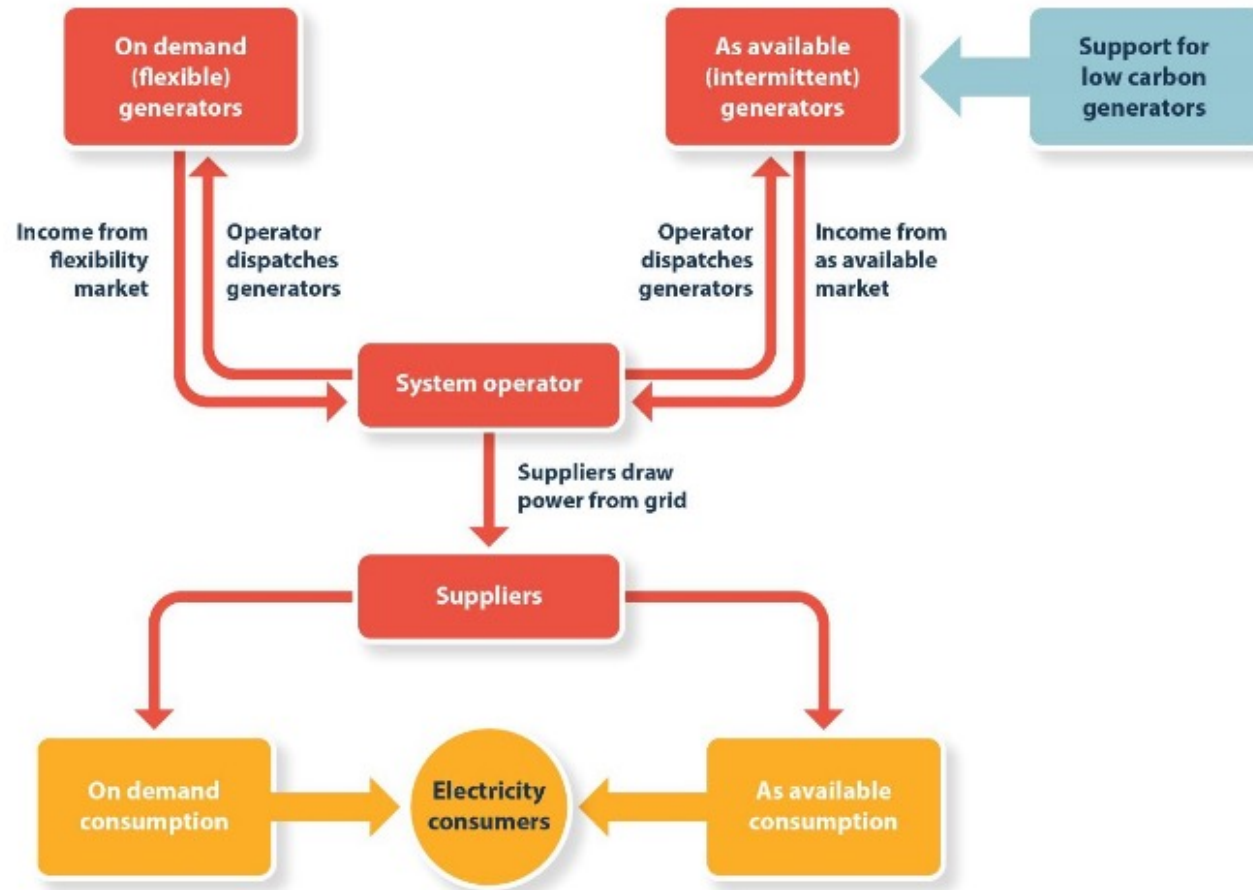 On demand
(flexible)
generators
As available
(intermittent)
generators
Support for
low carbon
generators
Income from
flexibility
market
Operator
dispatches
generators
Operator
dispatches
generators
Income from
as available
market
System operator
Suppliers draw
power from grid
Suppliers
On demand
consumption
Electricity
consumers
As available
consumption